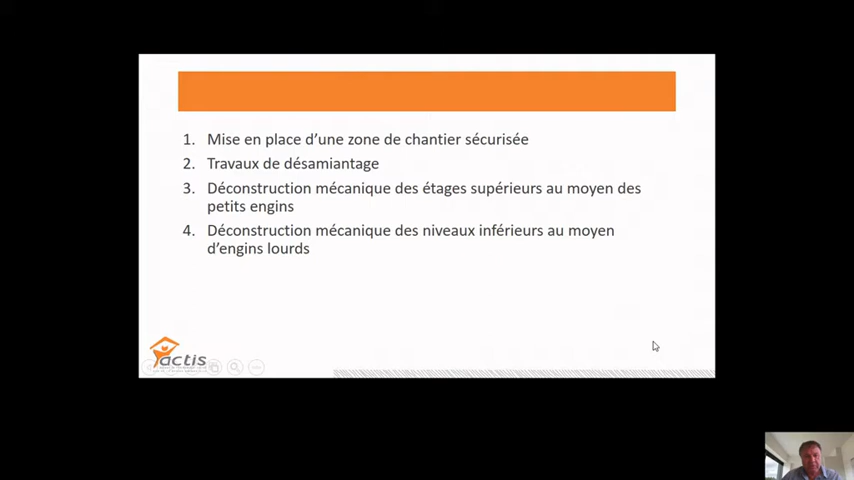 1. Mise en place d'une zone de chantier sécurisée
2. Travaux de désamiantage
3. Déconstruction mécanique des étages supérieurs au moyen des
petits engins
4. Déconstruction mécanique des niveaux inférieurs au moyen
d'engins lourds
actis